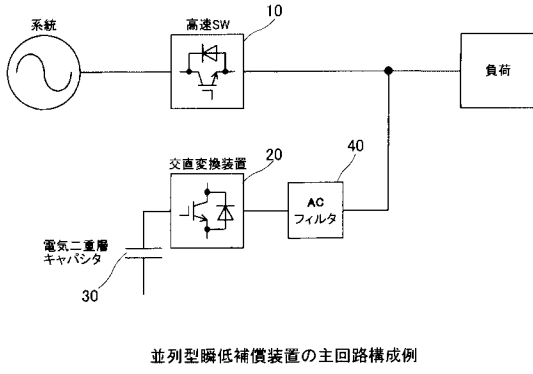 系統
高速SW
10
負荷
交直変換装置
20
40
AC
フィルタ
電気二重層
キャパシタ
30
並列型瞬低補償装置の主回路構成例